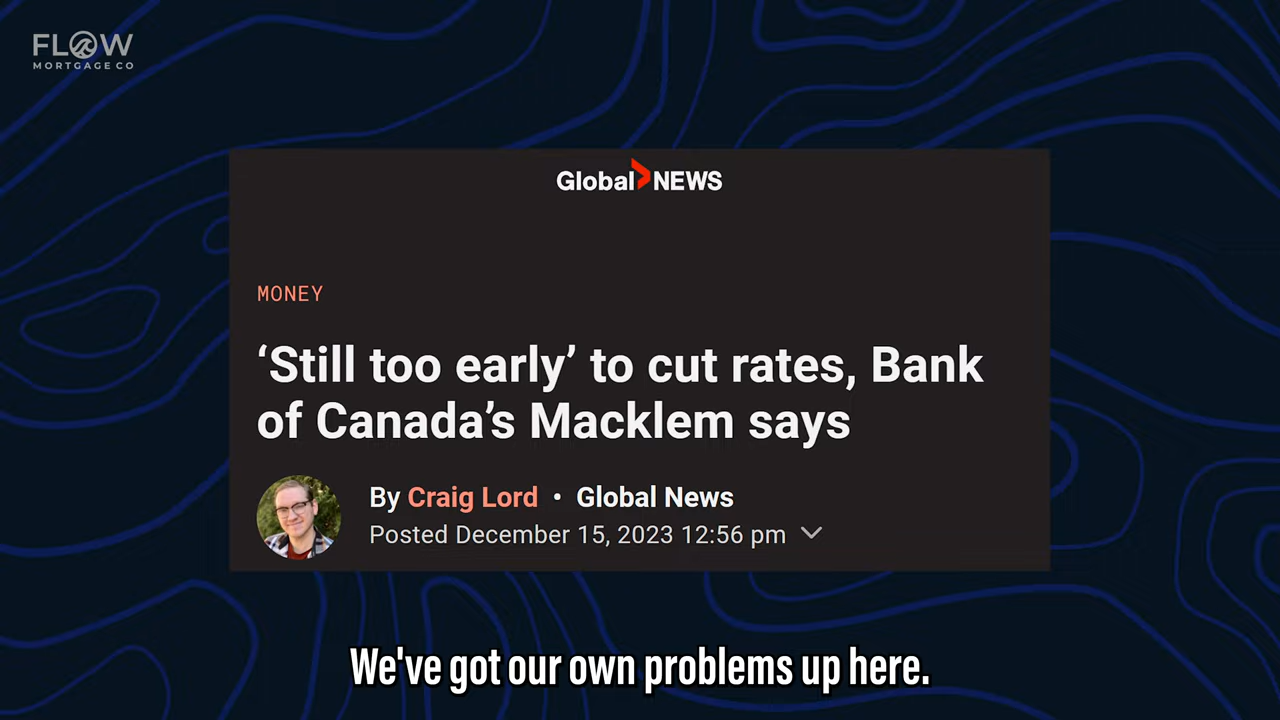 FLOW
MORTGAGE CO
Global NEWS
MONEY
‘Still too early’ to cut rates, Bank
of Canada’s Macklem says
By Craig Lord • Global News
Posted December 15, 2023 12:56 pm
We've got our own problems up here.